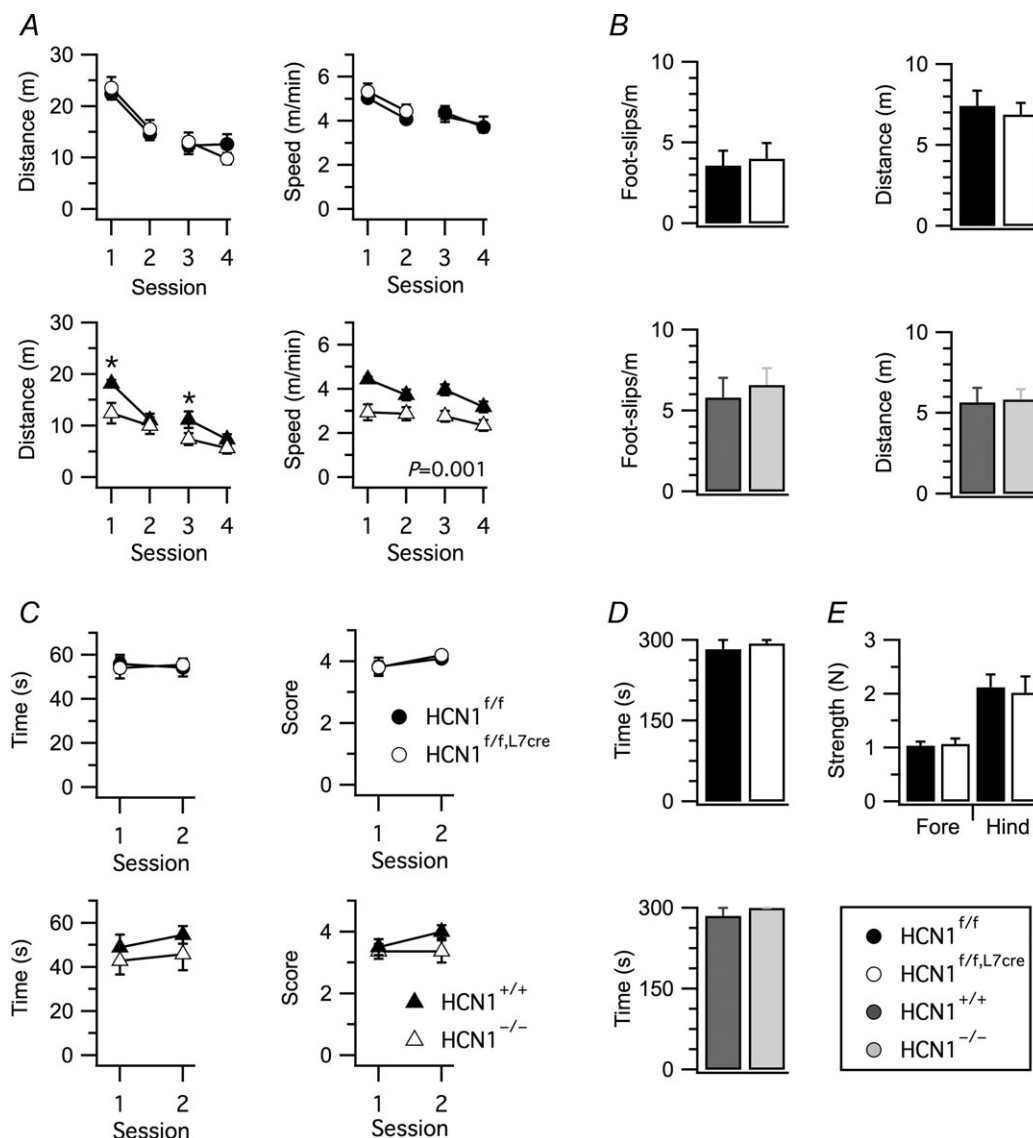 A
Distance (m)
30
20
10
0
1 2 3 4
Session
Speed (m/min)
6
4
2
0
1 2 3 4
Session
Distance (m)
30
20
10
0
*
*
1 2 3 4
Session
Speed (m/min)
6
4
2
0
P=0.001
1 2 3 4
Session
B
Foot-slips/m
10
5
0
Distance (m)
10
5
0
Foot-slips/m
10
5
0
Distance (m)
10
5
0
C
Time (s)
60
40
20
0
1 2
Session
Score
4
2
0
HCN1f/f
HCN1f/f,L7cre
1 2
Session
Time (s)
60
40
20
0
1 2
Session
Score
4
2
0
HCN1+/+
HCN1−/−
1 2
Session
D
Time (s)
300
150
0
Time (s)
300
150
0
E
Strength (N)
3
2
1
0
Fore Hind
HCN1f/f
HCN1f/f,L7cre
HCN1+/+
HCN1−/−